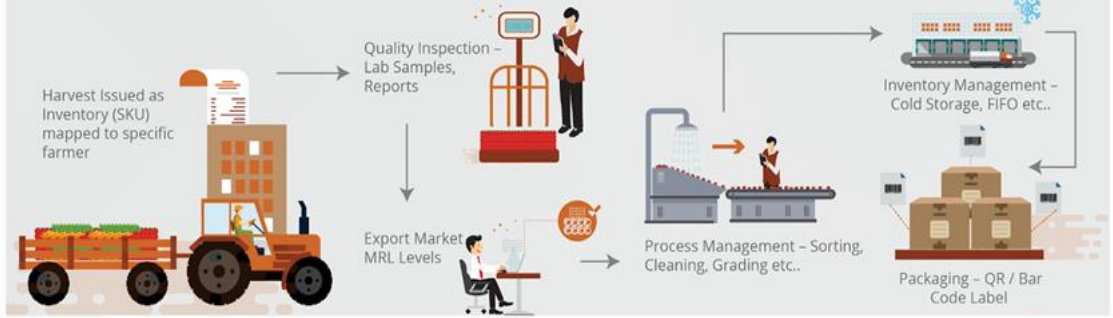 Harvest Issued as
Inventory (SKU)
mapped to specific
farmer
Quality Inspection –
Lab Samples,
Reports
Export Market
MRL Levels
Process Management – Sorting,
Cleaning, Grading etc..
Inventory Management –
Cold Storage, FIFO etc..
Packaging – QR / Bar
Code Label